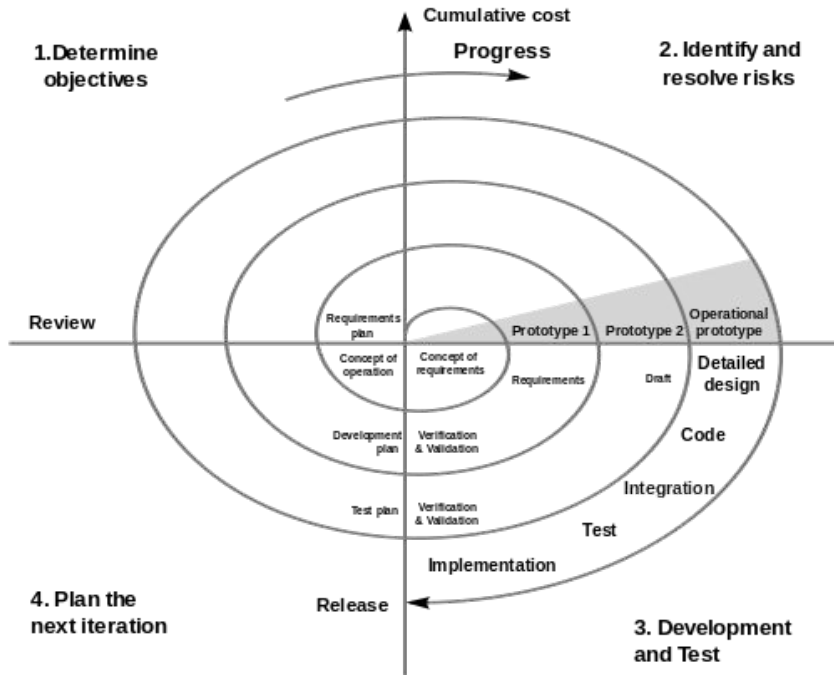 Cumulative cost
Progress
1.Determine
objectives
2. Identify and
resolve risks
Review
Requirements
plan
Prototype 1
Prototype 2
Operational
prototype
Concept of
operation
Concept of
requirements
Requirements
Draft
Detailed
design
Development
plan
Verification
& Validation
Code
Test plan
Verification
& Validation
Integration
Test
Implementation
Release
4. Plan the
next iteration
3. Development
and Test